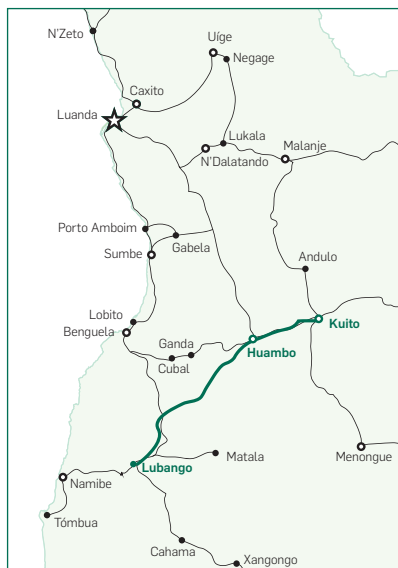 N'Zeto
Uíge
Negage
Caxito
Luanda
Lukala
N'Dalatando
Malanje
Porto Amboim
Gabela
Sumbe
Andulo
Lobito
Benguela
Ganda
Cubal
Kuito
Huambo
Lubango
Matala
Menongue
Namibe
Tómbua
Cahama
Xangongo